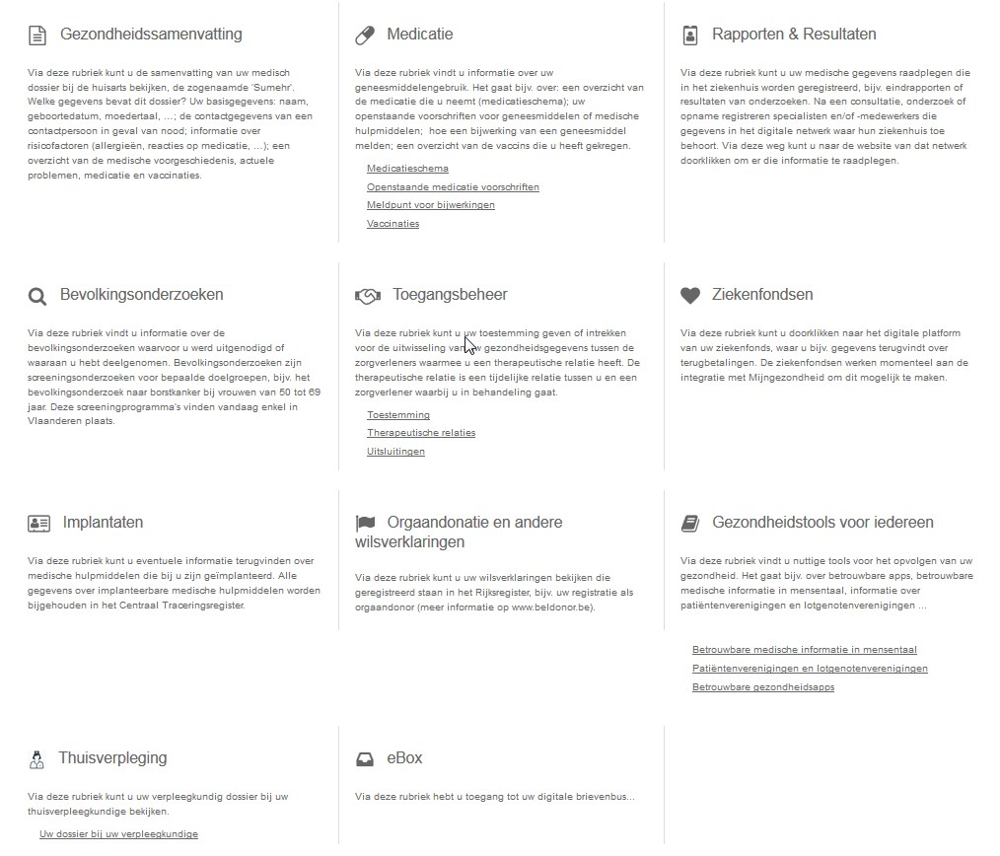 Gezondheidssamenvatting
Via deze rubriek kunt u de samenvatting van uw medisch
dossier bij de huisarts bekijken, de zogenaamde 'Sumehr'.
Welke gegevens bevat dit dossier? Uw basisgegevens: naam,
geboortedatum, moedertaal, ...; de contactgegevens van een
contactpersoon in geval van nood; informatie over
risicofactoren (allergieën, reacties op medicatie, ...); een
overzicht van de medische voorgeschiedenis, actuele
problemen, medicatie en vaccinaties.
Medicatie
Via deze rubriek vindt u informatie over uw
geneesmiddelengebruik. Het gaat bijv. over: een overzicht van
de medicatie die u neemt (medicatieschema); uw
openstaande voorschriften voor geneesmiddelen of medische
hulpmiddelen; hoe een bijwerking van een geneesmiddel
melden; een overzicht van de vaccins die u heeft gekregen.
Medicatieschema
Openstaande medicatie voorschriften
Meldpunt voor bijwerkingen
Vaccinaties
Rapporten & Resultaten
Via deze rubriek kunt u uw medische gegevens raadplegen die
in het ziekenhuis worden geregistreerd, bijv. eindrapporten of
resultaten van onderzoeken. Na een consultatie, onderzoek of
opname registreren specialisten en/of -medewerkers die
gegevens in het digitale netwerk waar hun ziekenhuis toe
behoort. Via deze weg kunt u naar de website van dat netwerk
doorklikken om er die informatie te raadplegen.
Bevolkingsonderzoeken
Via deze rubriek vindt u informatie over de
bevolkingsonderzoeken waarvoor u werd uitgenodigd of
waaraan u hebt deelgenomen. Bevolkingsonderzoeken zijn
screeningsonderzoeken voor bepaalde doelgroepen, bijv. het
bevolkingsonderzoek naar borstkanker bij vrouwen van 50 tot 69
jaar. Deze screeningprogramma's vinden vandaag enkel in
Vlaanderen plaats.
Toegangsbeheer
Via deze rubriek kunt u uw toestemming geven of intrekken
voor de uitwisseling van uw gezondheidsgegevens tussen de
zorgverleners waarmee u een therapeutische relatie heeft. De
therapeutische relatie is een tijdelijke relatie tussen u en een
zorgverlener waarbij u in behandeling gaat.
Toestemming
Therapeutische relaties
Uitsluitingen
Ziekenfondsen
Via deze rubriek kunt u doorklikken naar het digitale platform
van uw ziekenfonds, waar u bijv. gegevens terugvindt over
terugbetalingen. De ziekenfondsen werken momenteel aan de
integratie met Mijngezondheid om dit mogelijk te maken.
Implantaten
Via deze rubriek kunt u eventuele informatie terugvinden over
medische hulpmiddelen die bij u zijn geïmplanteerd. Alle
gegevens over implanteerbare medische hulpmiddelen worden
bijgehouden in het Centraal Traceringsregister.
Orgaandonatie en andere
wilsverklaringen
Via deze rubriek kunt u uw wilsverklaringen bekijken die
geregistreerd staan in het Rijksregister, bijv. uw registratie als
orgaandonor (meer informatie op www.beldonor.be).
Gezondheidstools voor iedereen
Via deze rubriek vindt u nuttige tools voor het opvolgen van uw
gezondheid. Het gaat bijv. over betrouwbare apps, betrouwbare
medische informatie in mensentaal, informatie over
patiëntenverenigingen en lotgenotenverenigingen ...
Betrouwbare medische informatie in mensentaal
Patiëntenverenigingen en lotgenotenverenigingen
Betrouwbare gezondheidsapps
Thuisverpleging
Via deze rubriek kunt u uw verpleegkundig dossier bij uw
thuisverpleegkundige bekijken.
Uw dossier bij uw verpleegkundige
eBox
Via deze rubriek hebt u toegang tot uw digitale brievenbus...